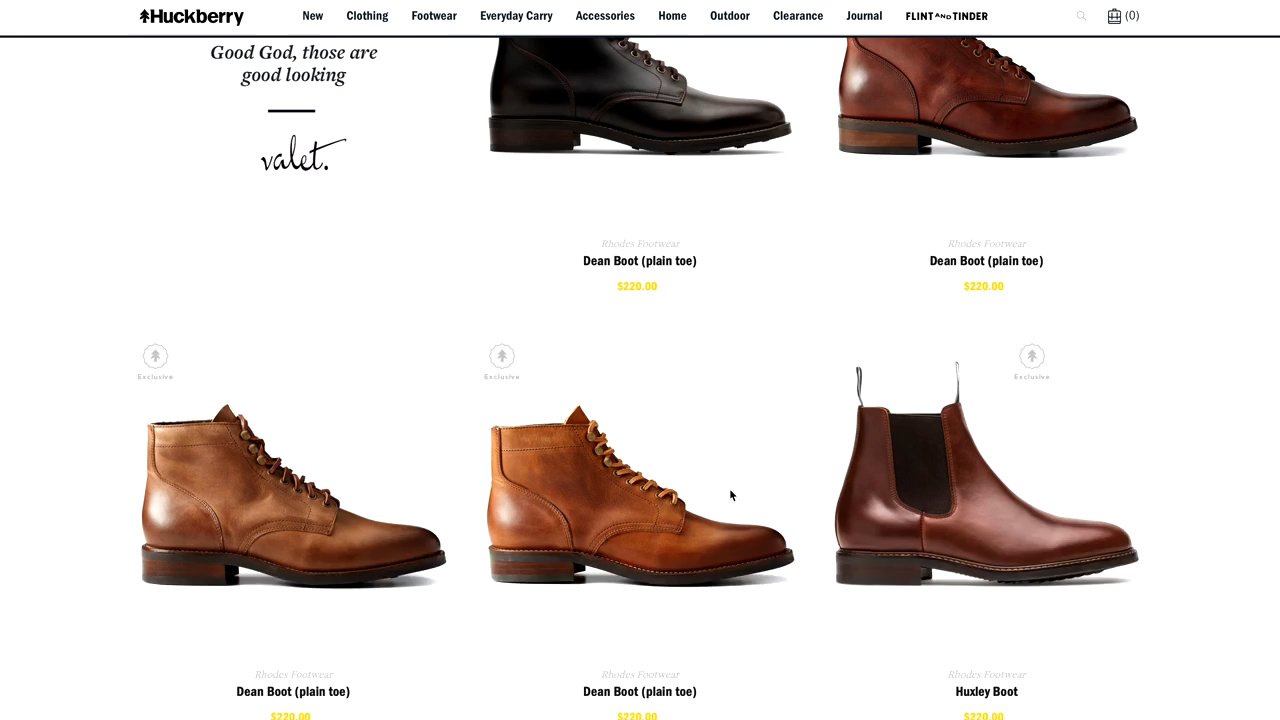 Huckberry
New Clothing Footwear Everyday Carry Accessories Home Outdoor Clearance Journal FLINT AND TINDER (0)
Good God, those are
good looking
valet.
Rhodes Footwear
Dean Boot (plain toe)
$220.00
Rhodes Footwear
Dean Boot (plain toe)
$220.00
Exclusive
Exclusive
Exclusive
Rhodes Footwear
Dean Boot (plain toe)
$220.00
Rhodes Footwear
Dean Boot (plain toe)
$220.00
Rhodes Footwear
Huxley Boot
$220.00